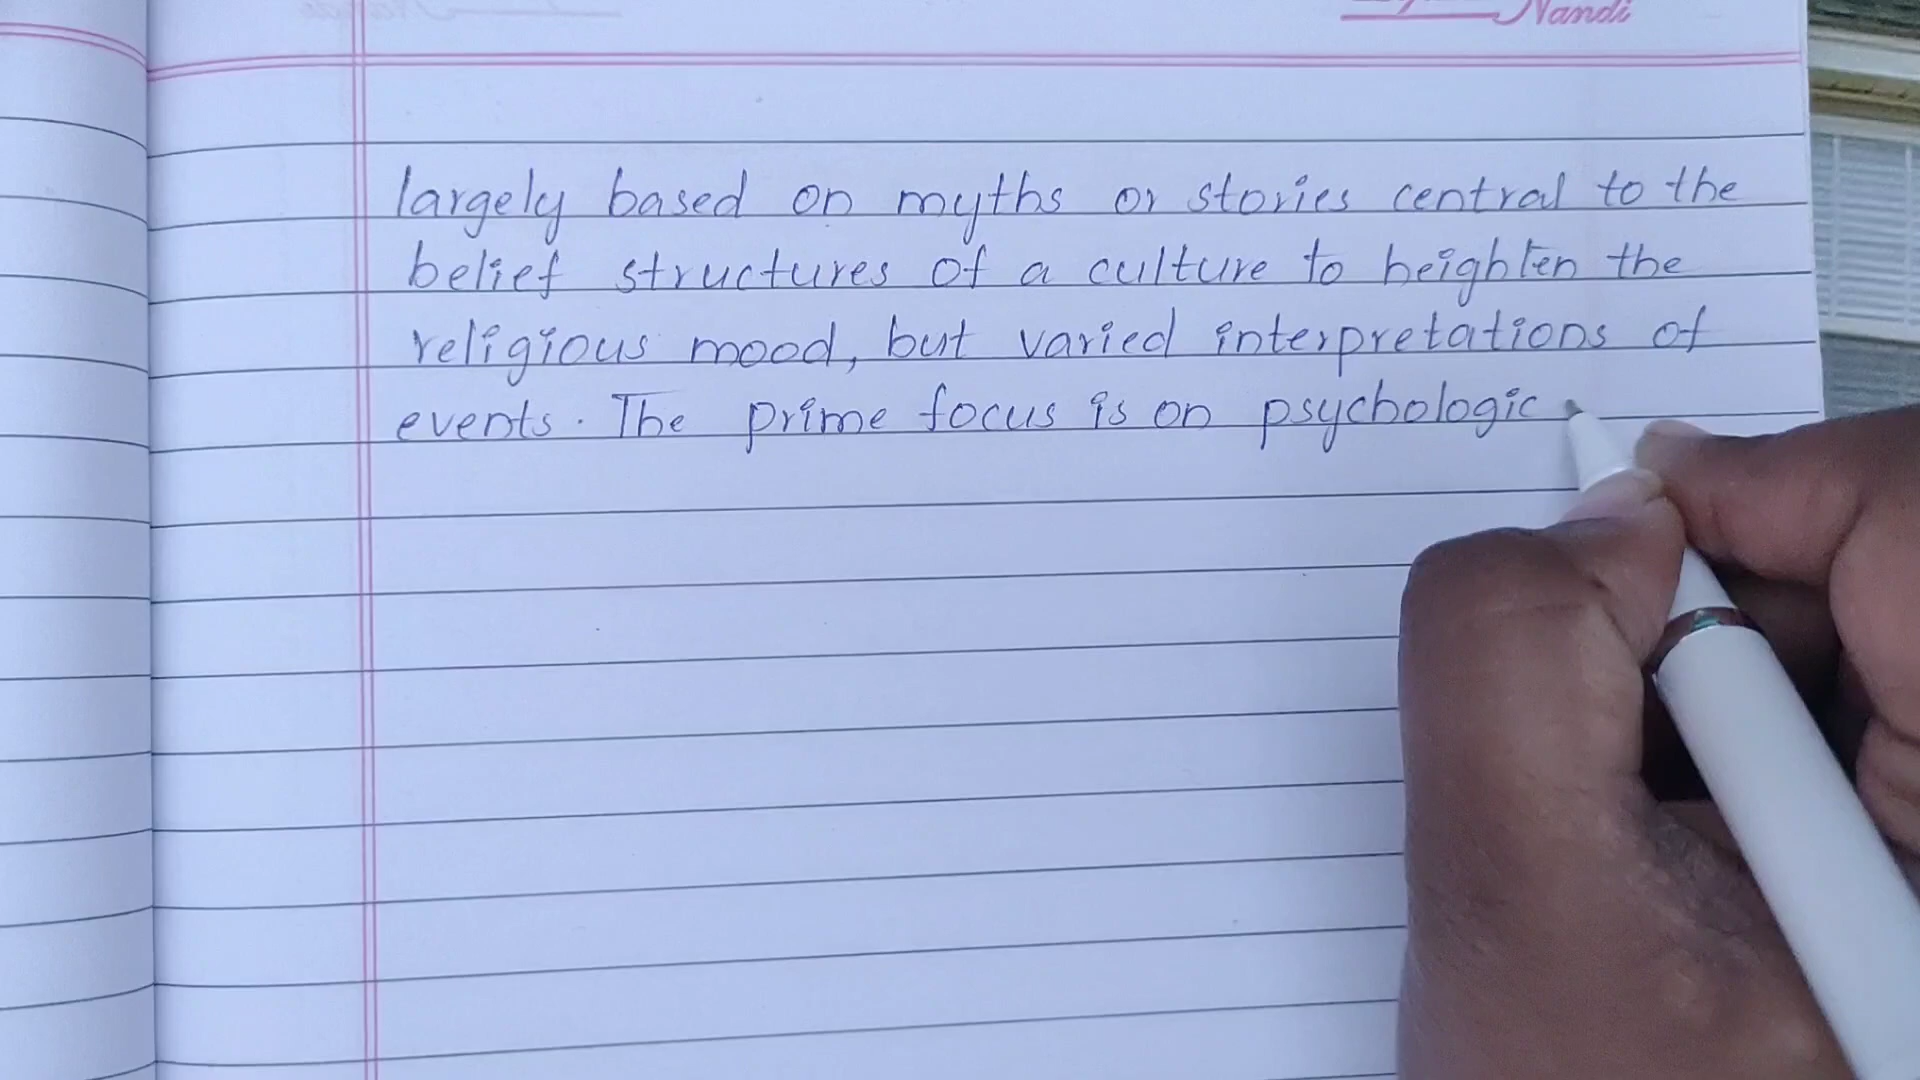 Nandi
largely based on myths or stories central to the
belief structures of a culture to heighten the
religious mood, but varied interpretations of
events. The prime focus is on psychologic